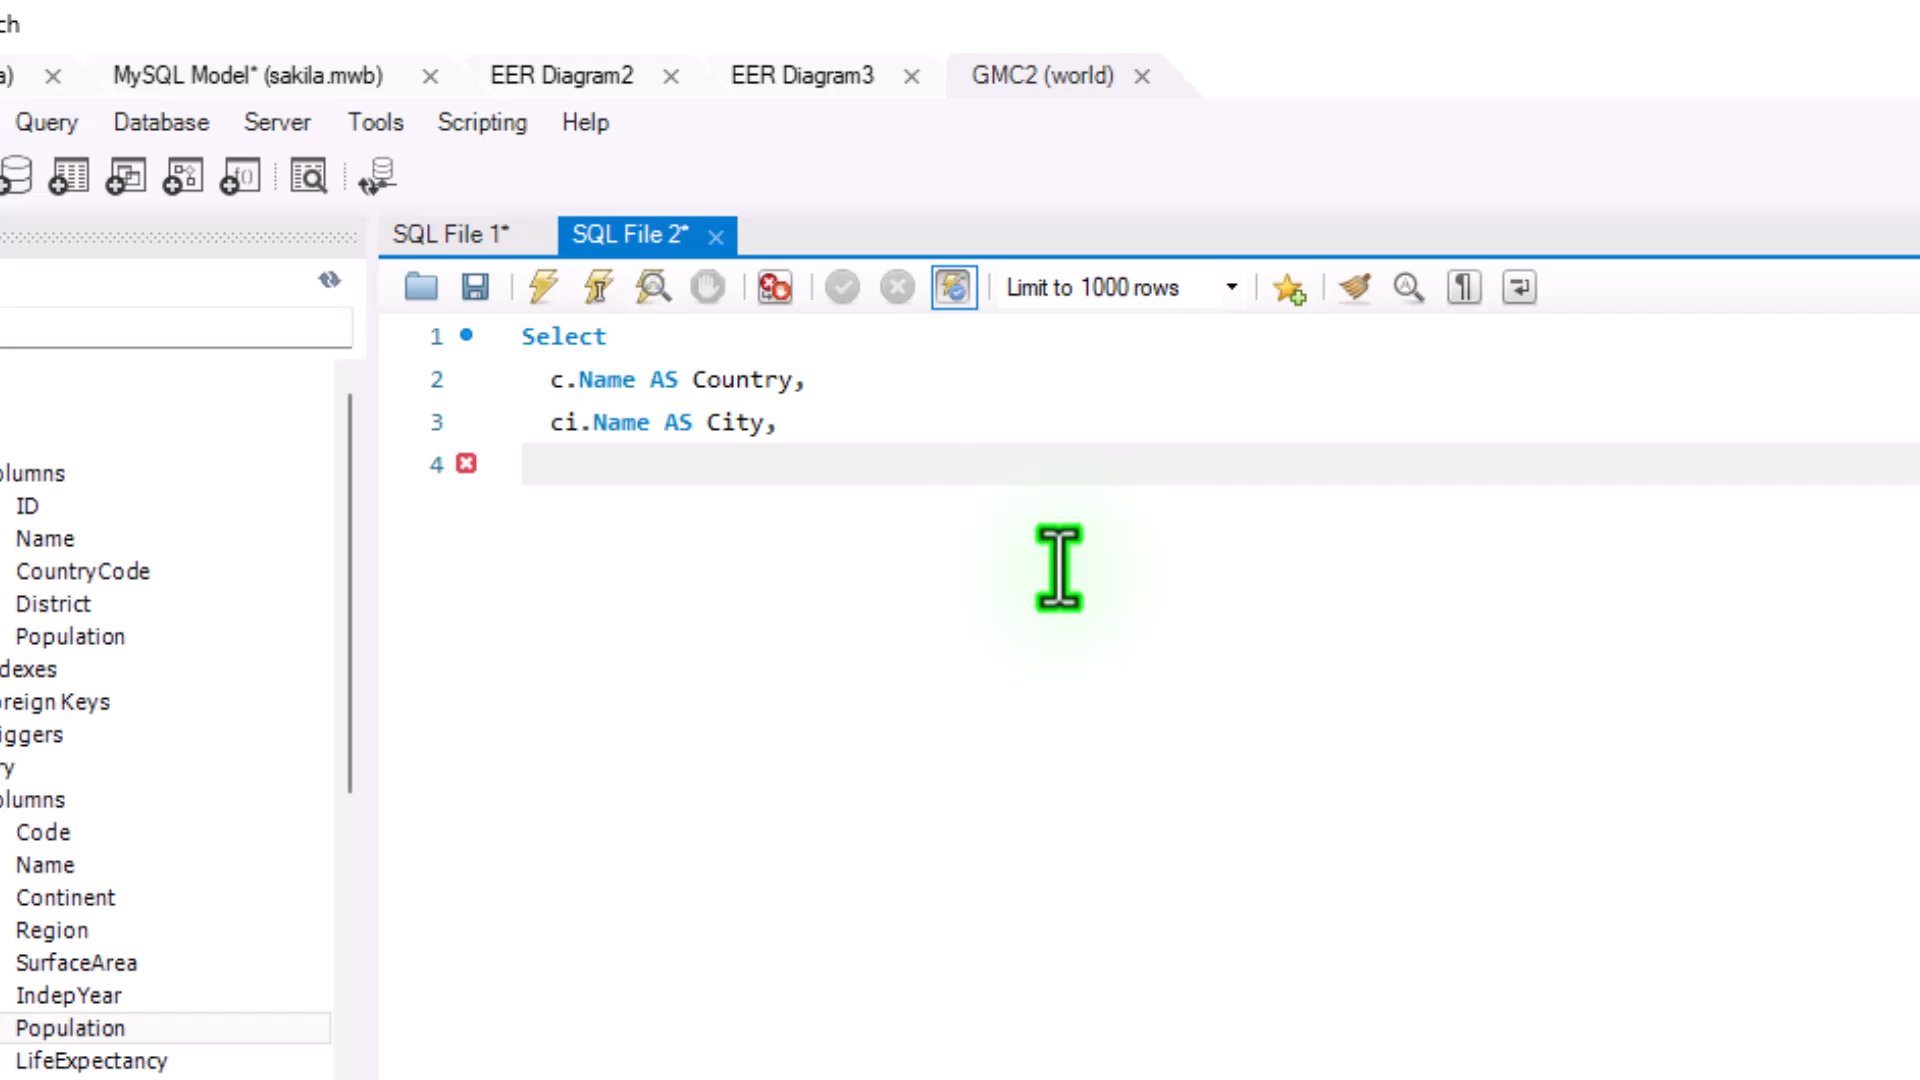 ch
a) MySQL Model* (sakila.mwb) EER Diagram2 EER Diagram3 GMC2 (world)
Query Database Server Tools Scripting Help
SQL File 1* SQL File 2*
Limit to 1000 rows
1 Select
2 c.Name AS Country,
3 ci.Name AS City,
4
olumns
ID
Name
CountryCode
District
Population
dexes
oreign Keys
iggers
ry
olumns
Code
Name
Continent
Region
SurfaceArea
IndepYear
Population
LifeExpectancy